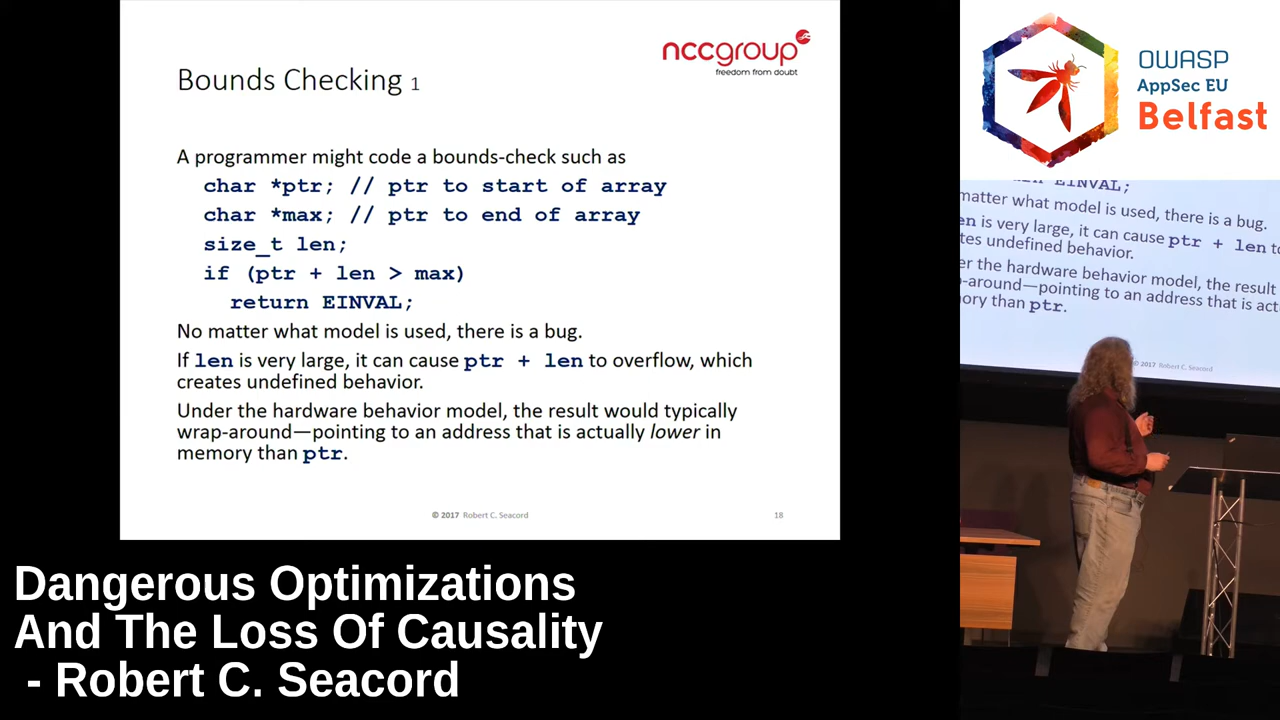 nccgroup
freedom from doubt
Bounds Checking 1
A programmer might code a bounds-check such as
char *ptr; // ptr to start of array
char *max; // ptr to end of array
size_t len;
if (ptr + len > max)
return EINVAL;
No matter what model is used, there is a bug.
If len is very large, it can cause ptr + len to overflow, which
creates undefined behavior.
Under the hardware behavior model, the result would typically
wrap-around—pointing to an address that is actually lower in
memory than ptr.
© 2017 Robert C. Seacord
18
OWASP
AppSec EU
Belfast
EINVAL;
matter what model is used, there is a bug.
is very large, it can cause ptr + len to
undefined behavior.
the hardware behavior model, the result
-around—pointing to an address that is
than ptr.
© 2017 Robert C. Seacord
Dangerous Optimizations
And The Loss Of Causality
- Robert C. Seacord